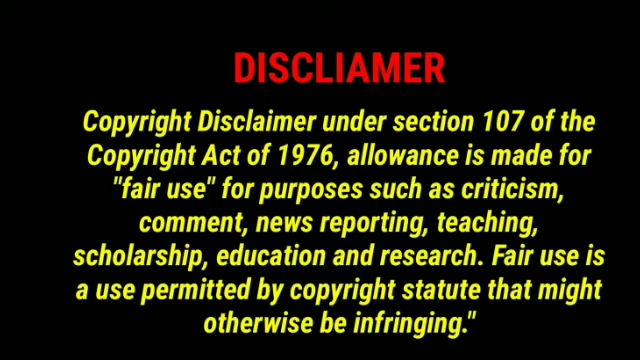 DISCLIAMER
Copyright Disclaimer under section 107 of the
Copyright Act of 1976, allowance is made for
"fair use" for purposes such as criticism,
comment, news reporting, teaching,
scholarship, education and research. Fair use is
a use permitted by copyright statute that might
otherwise be infringing."